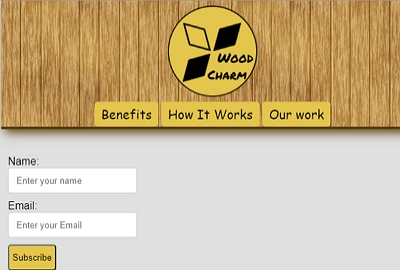 Wood
Charm
Benefits
How It Works
Our work
Name:
Enter your name
Email:
Enter your Email
Subscribe